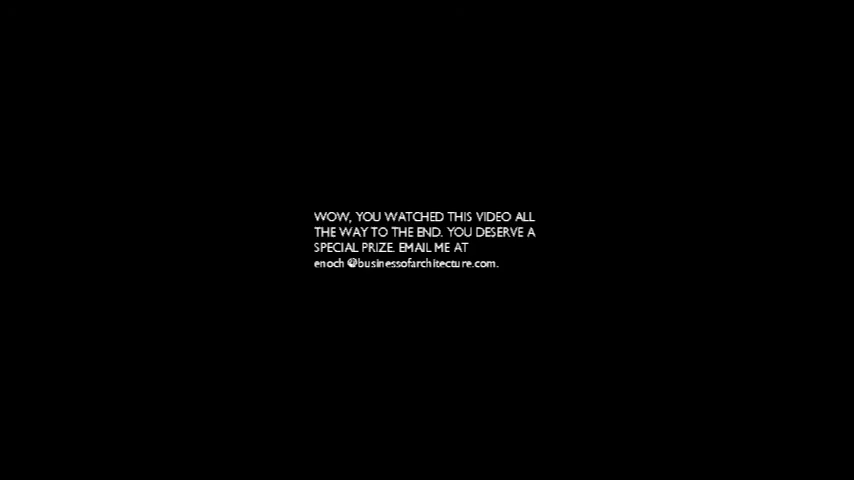 WOW, YOU WATCHED THIS VIDEO ALL
THE WAY TO THE END. YOU DESERVE A
SPECIAL PRIZE. EMAIL ME AT
enoch @businessofarchitecture.com.